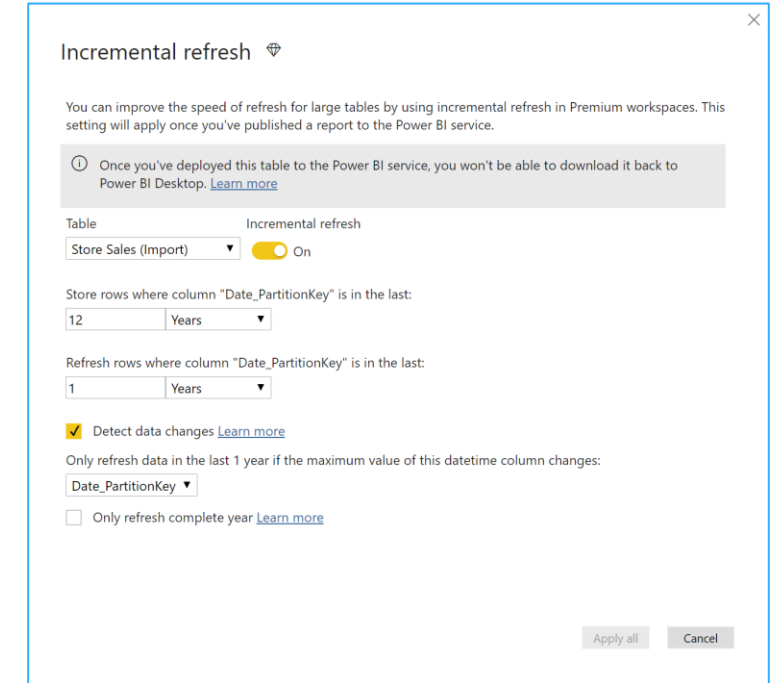 Incremental refresh
You can improve the speed of refresh for large tables by using incremental refresh in Premium workspaces. This
setting will apply once you've published a report to the Power BI service.
Once you've deployed this table to the Power BI service, you won't be able to download it back to
Power BI Desktop. Learn more
Table Incremental refresh
Store Sales (Import) On
Store rows where column "Date_PartitionKey" is in the last:
12 Years
Refresh rows where column "Date_PartitionKey" is in the last:
1 Years
Detect data changes Learn more
Only refresh data in the last 1 year if the maximum value of this datetime column changes:
Date_PartitionKey
Only refresh complete year Learn more
Apply all Cancel